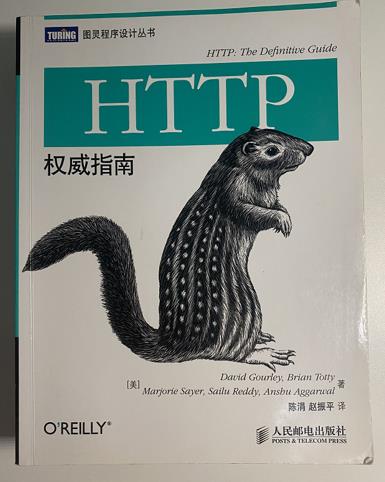 TURING 图灵程序设计丛书
HTTP: The Definitive Guide
HTTP
权威指南
[美] David Gourley, Brian Totty
Marjorie Sayer, Sailu Reddy, Anshu Aggarwal 著
陈涓 赵振平 译
O'REILLY®
人民邮电出版社
POSTS & TELECOM PRESS